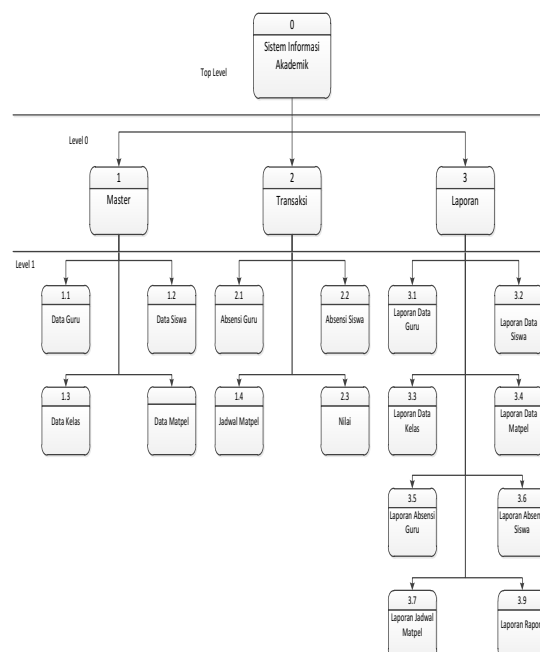 0
Sistem Informasi
Akademik
Top Level
Level 0
1
Master
2
Transaksi
3
Laporan
Level 1
1.1
Data Guru
1.2
Data Siswa
2.1
Absensi Guru
2.2
Absensi Siswa
3.1
Laporan Data
Guru
3.2
Laporan Data
Siswa
1.3
Data Kelas
Data Matpel
1.4
Jadwal Matpel
2.3
Nilai
3.3
Laporan Data
Kelas
3.4
Laporan Data
Matpel
3.5
Laporan Absensi
Guru
3.6
Laporan Absen
Siswa
3.7
Laporan Jadwal
Matpel
3.9
Laporan Rapor